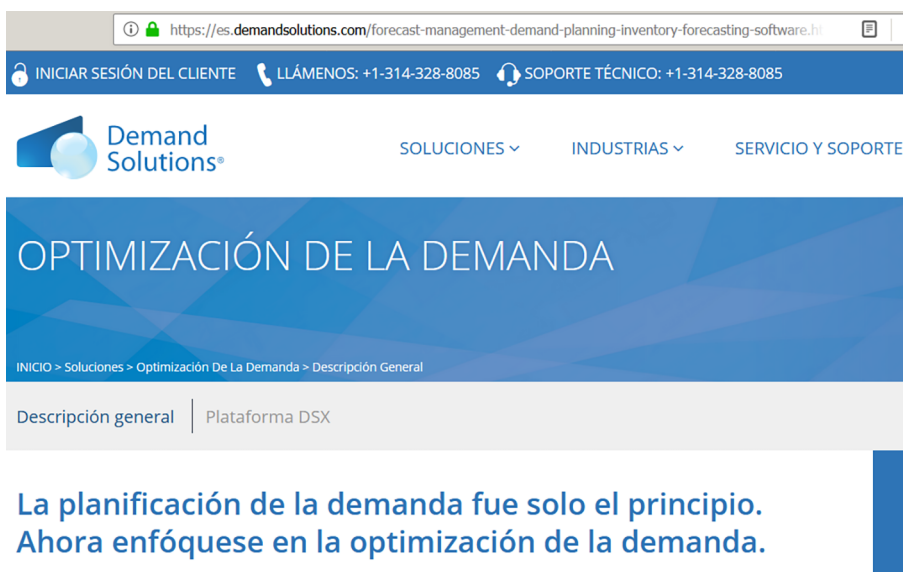 https://es.demandsolutions.com/forecast-management-demand-planning-inventory-forecasting-software.ht
INICIAR SESIÓN DEL CLIENTE LLÁMENOS: +1-314-328-8085 SOPORTE TÉCNICO: +1-314-328-8085
Demand
Solutions®
SOLUCIONES INDUSTRIAS SERVICIO Y SOPORTE
OPTIMIZACIÓN DE LA DEMANDA
INICIO > Soluciones > Optimización De La Demanda > Descripción General
Descripción general Plataforma DSX
La planificación de la demanda fue solo el principio.
Ahora enfóquese en la optimización de la demanda.